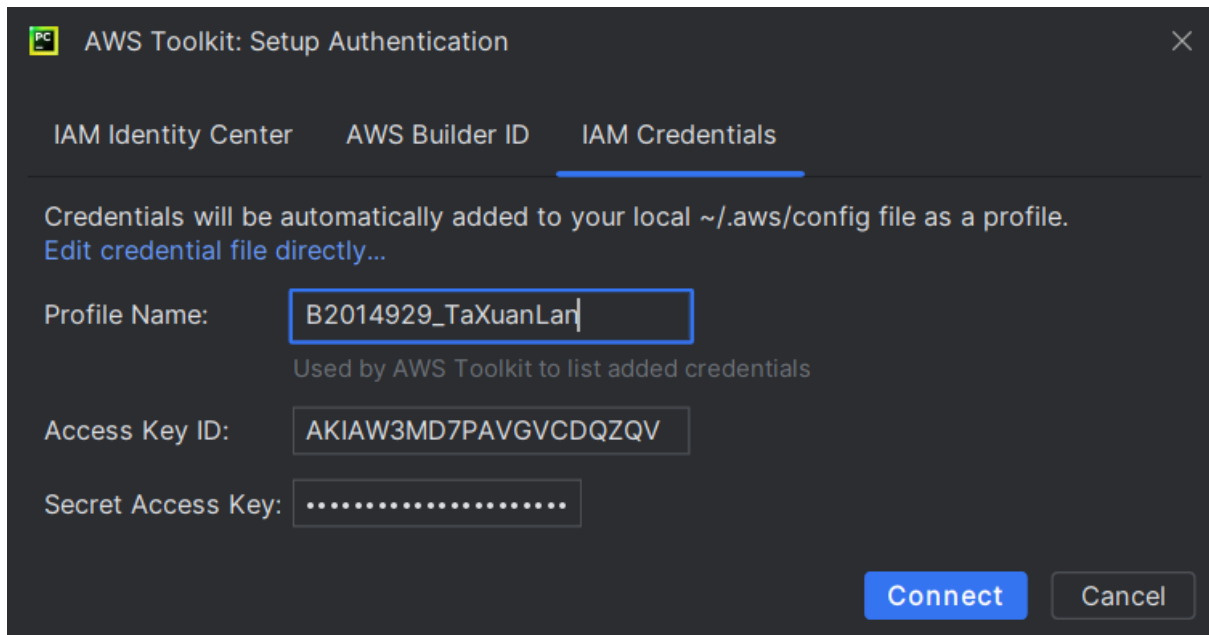 PC
AWS Toolkit: Setup Authentication
IAM Identity Center AWS Builder ID IAM Credentials
Credentials will be automatically added to your local ~/.aws/config file as a profile.
Edit credential file directly...
Profile Name: B2014929_TaXuanLan
Used by AWS Toolkit to list added credentials
Access Key ID: AKIAW3MD7PAVGVCDQZQV
Secret Access Key: ••••••••••••••••••••••
Connect Cancel